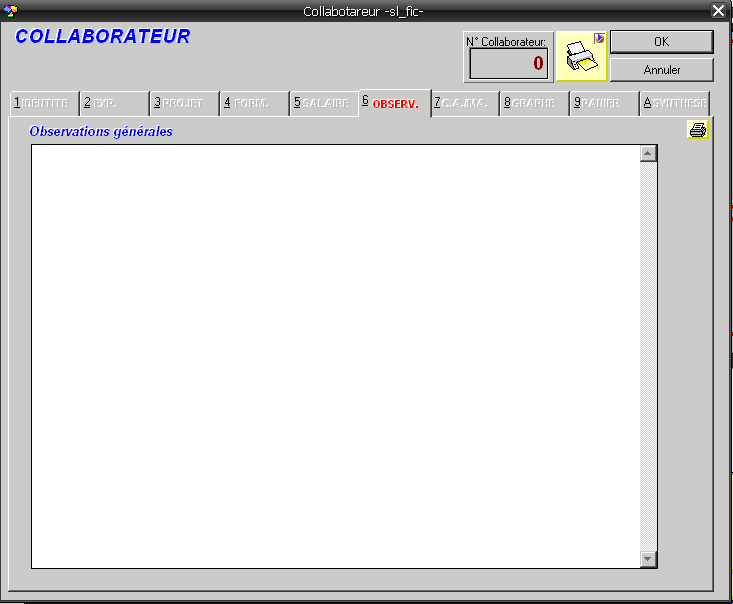 Collabotareur -sl_fic-
COLLABORATEUR
N° Collaborateur:
0
OK
Annuler
1 IDENTITE 2 EXP. 3 PROJET 4 FORM. 5 SALAIRE 6 OBSERV. 7 C.A./MA. 8 GRAPHE 9 PANIER A SYNTHESE
Observations générales